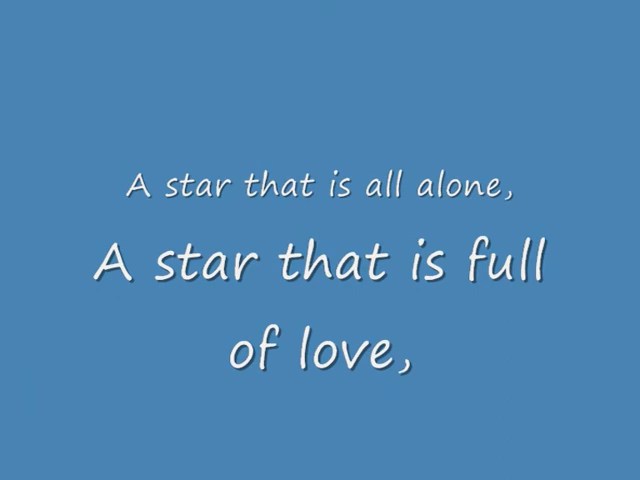 A star that is all alone,
A star that is full
of love,